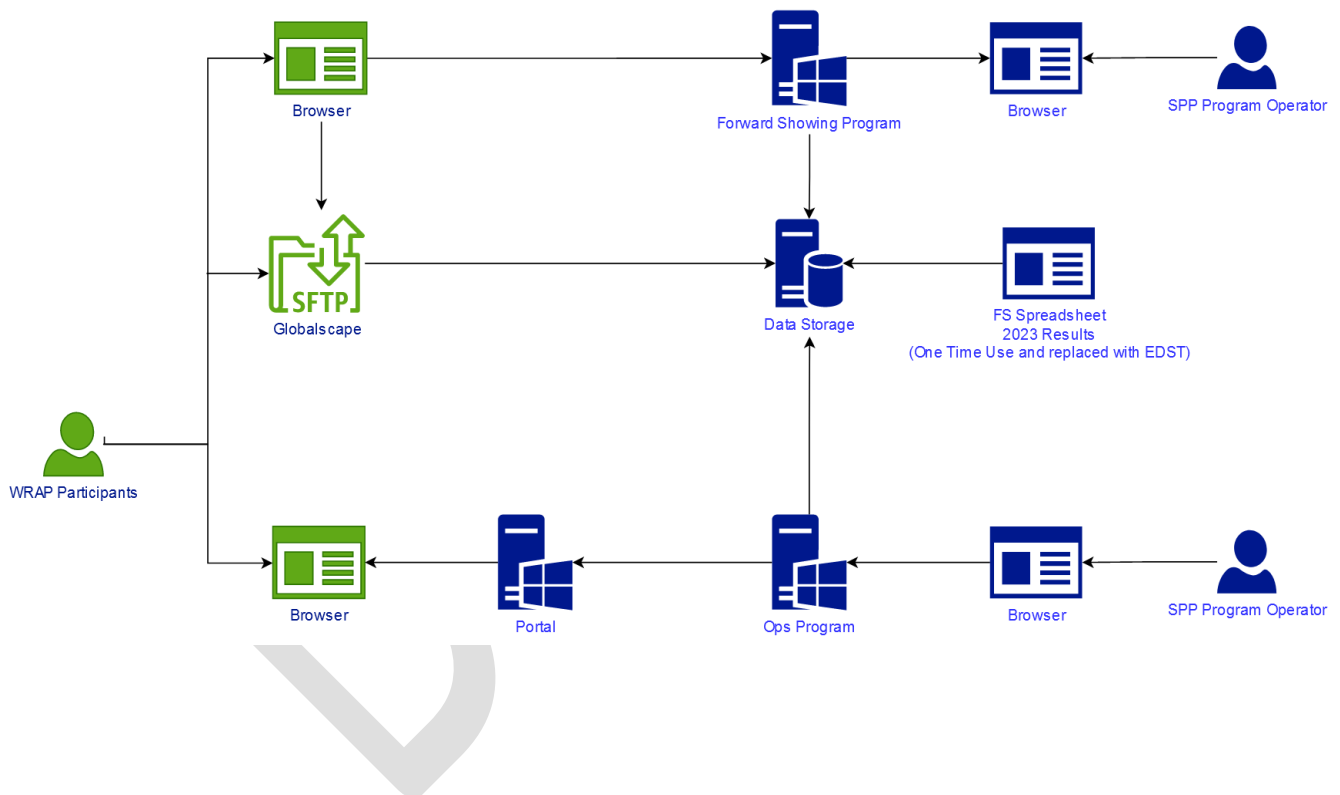 Browser
Forward Showing Program
Browser
SPP Program Operator
SFTP
Globalscape
Data Storage
FS Spreadsheet
2023 Results
(One Time Use and replaced with EDST)
WRAP Participants
Browser
Portal
Ops Program
Browser
SPP Program Operator